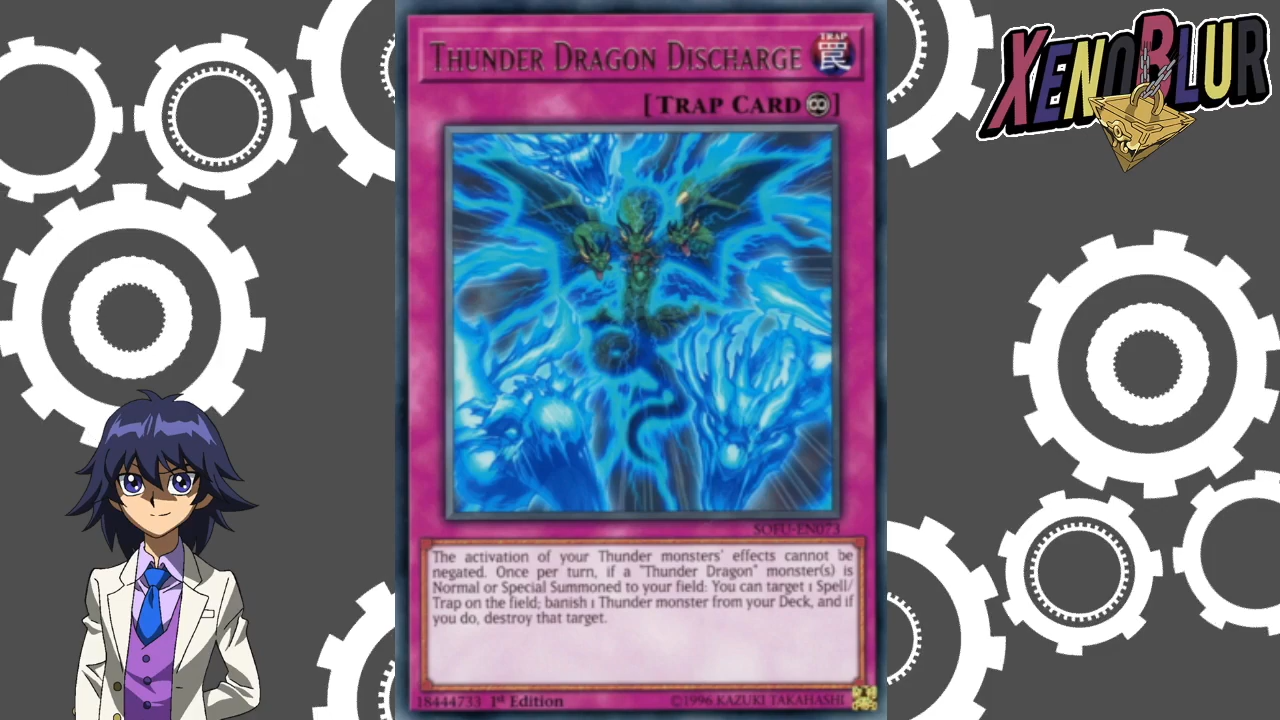 THUNDER DRAGON DISCHARGE
TRAP
罠
[TRAP CARD]
XENOBLUR
SOFU-EN073
The activation of your Thunder monsters' effects cannot be
negated. Once per turn, if a "Thunder Dragon" monster(s) is
Normal or Special Summoned to your field: You can target 1 Spell/
Trap on the field; banish 1 Thunder monster from your Deck, and if
you do, destroy that target.
18444733 1st Edition
©1996 KAZUKI TAKAHASHI